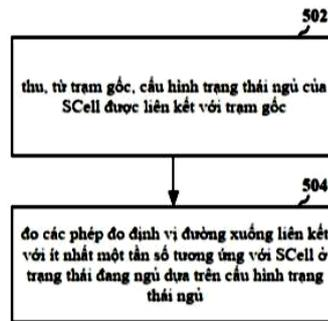 502
thu, từ trạm gốc, cấu hình trạng thái ngủ của
SCell được liên kết với trạm gốc
504
đo các phép đo định vị đường xuống liên kết
với ít nhất một tần số tương ứng với SCell ở
trạng thái đang ngủ dựa trên cấu hình trạng
thái ngủ